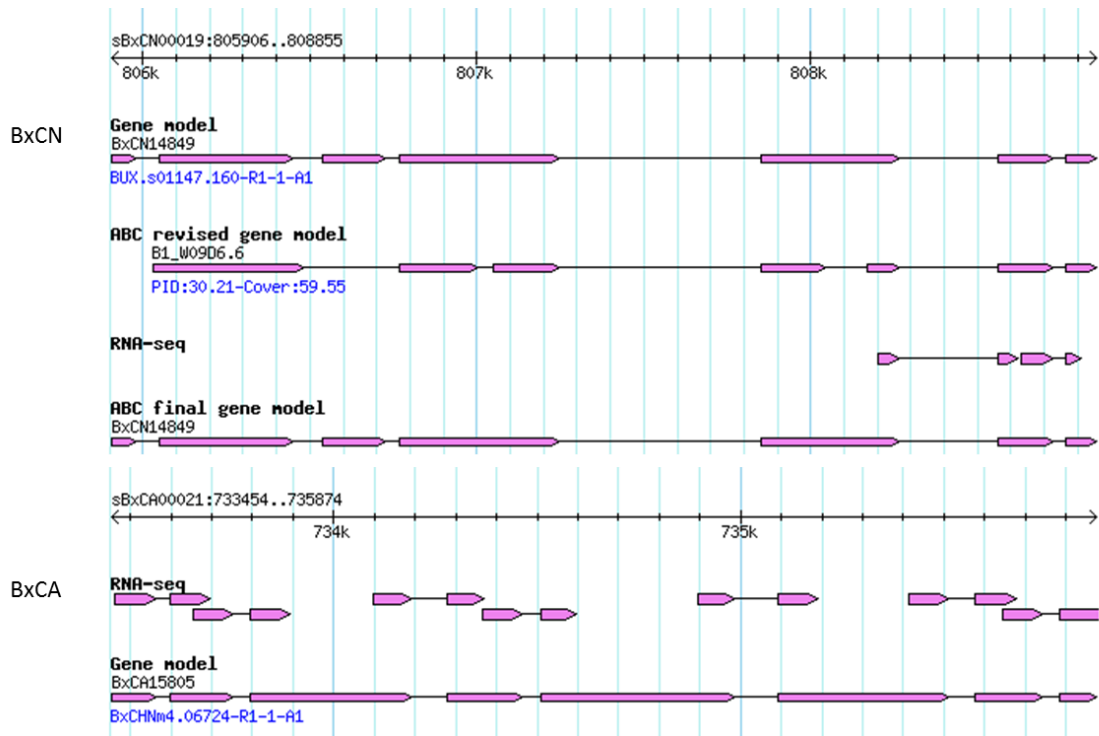 sBxCN00019:805906..808855
806k 807k 808k
BxCN
Gene model
BxCN14849
BUX.s01147.160-R1-1-A1
ABC revised gene model
B1_W09D6.6
PID:30.21-Cover:59.55
RNA-seq
ABC final gene model
BxCN14849
sBxCA00021:733454..735874
734k 735k
BxCA
RNA-seq
Gene model
BxCA15805
BxCHNm4.06724-R1-1-A1